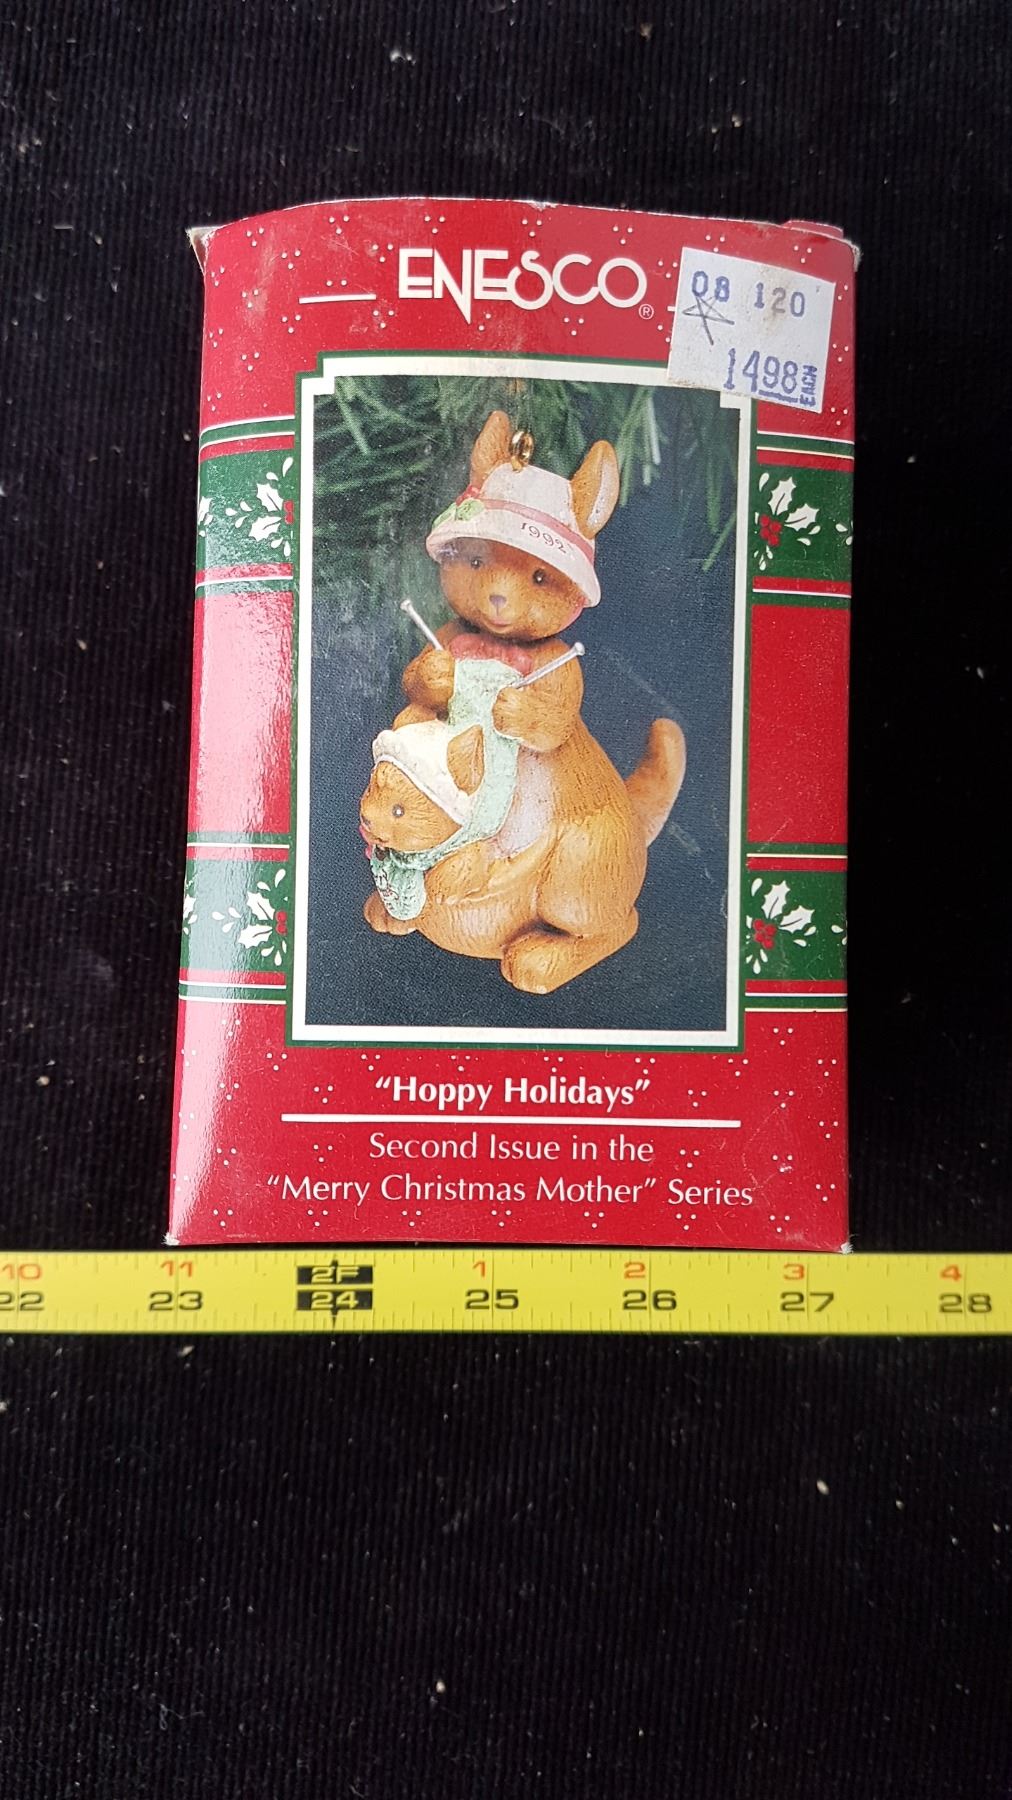 ENESCO®
08 120
1498 EACH
1992
"Hoppy Holidays"
Second Issue in the
"Merry Christmas Mother" Series
10 11 2F 1 2 3 4
22 23 24 25 26 27 28